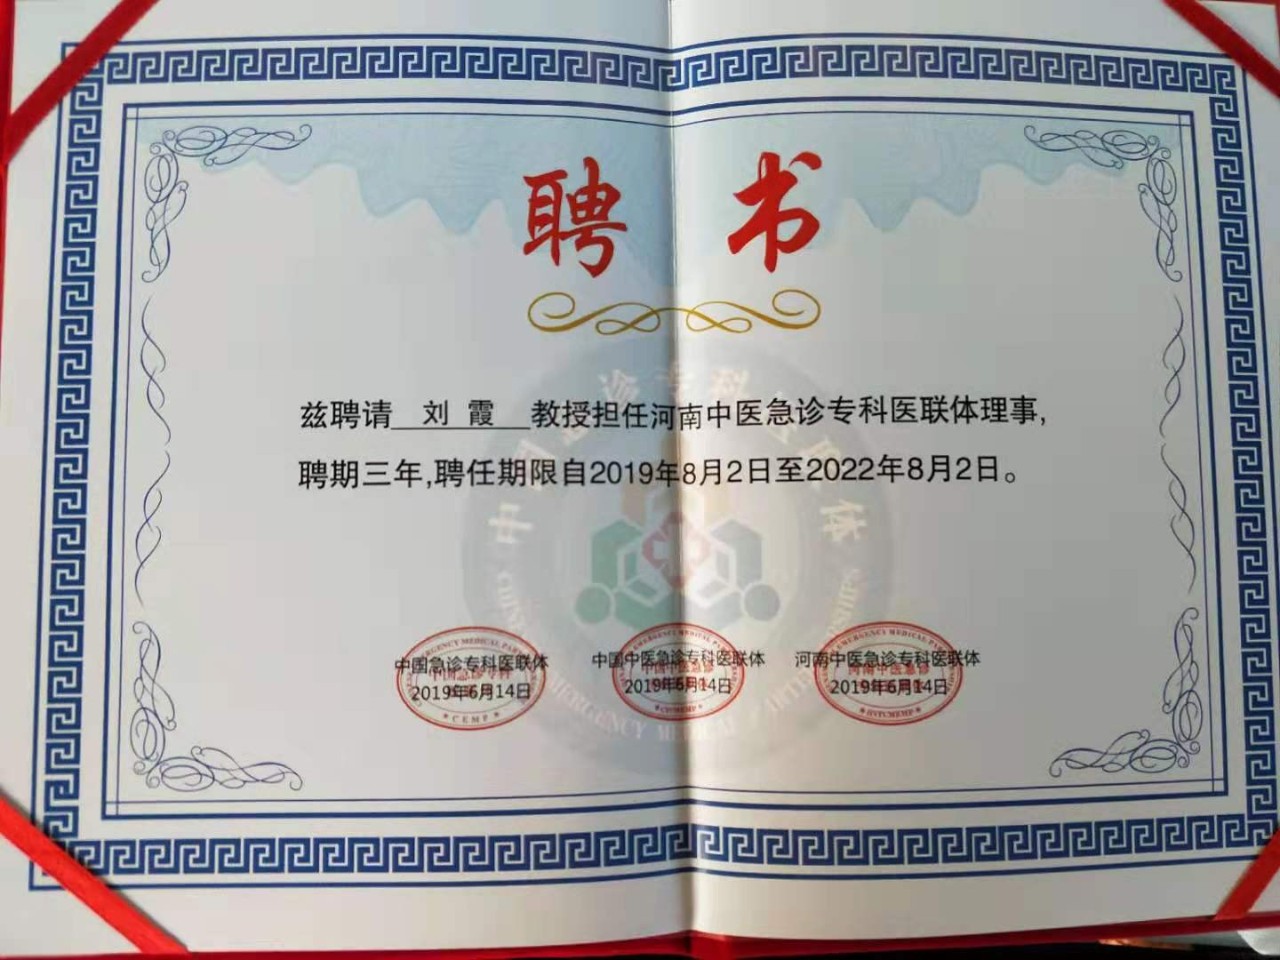 聘 书
兹聘请 刘 霞 教授担任河南中医急诊专科医联体理事,
聘期三年,聘任期限自2019年8月2日至2022年8月2日。
中国急诊专科医联体
2019年6月14日
中国中医急诊专科医联体
2019年6月14日
河南中医急诊专科医联体
2019年6月14日